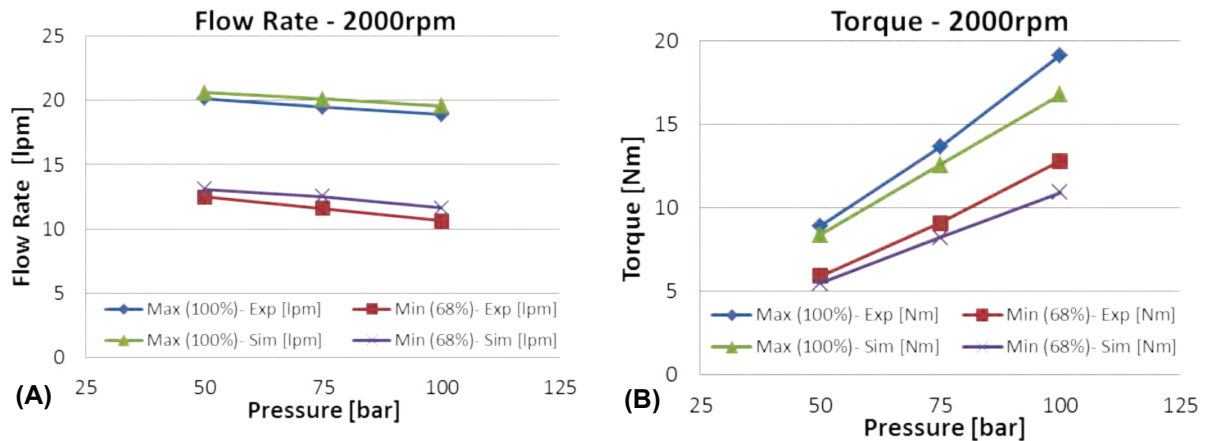 Flow Rate - 2000rpm
25
20
15
10
5
0
Flow Rate [lpm]
Max (100%)- Exp [lpm]
Min (68%)- Exp [lpm]
Max (100%)- Sim [lpm]
Min (68%)- Sim [lpm]
25
50
75
100
125
Pressure [bar]
(A)
Torque - 2000rpm
20
15
10
5
0
Torque [Nm]
Max (100%)- Exp [Nm]
Min (68%)- Exp [Nm]
Max (100%)- Sim [Nm]
Min (68%)- Sim [Nm]
25
50
75
100
125
Pressure [bar]
(B)